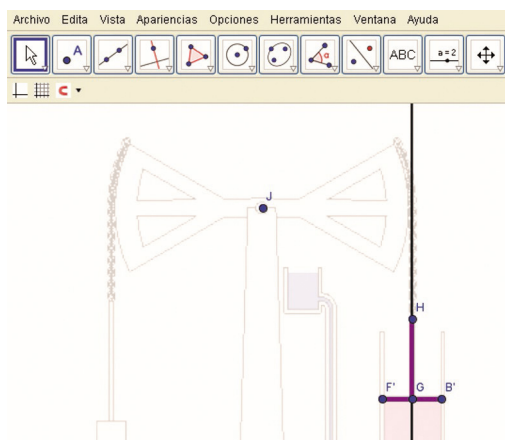 Archivo Edita Vista Apariencias Opciones Herramientas Ventana Ayuda
A α ABC a = 2
J
H
F' G B'